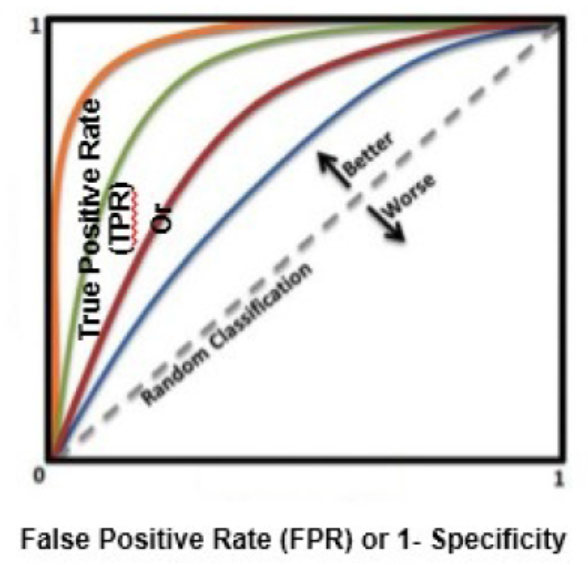 1
True Positive Rate
(TPR)
Or
Better
Worse
Random Classification
0
1
False Positive Rate (FPR) or 1- Specificity